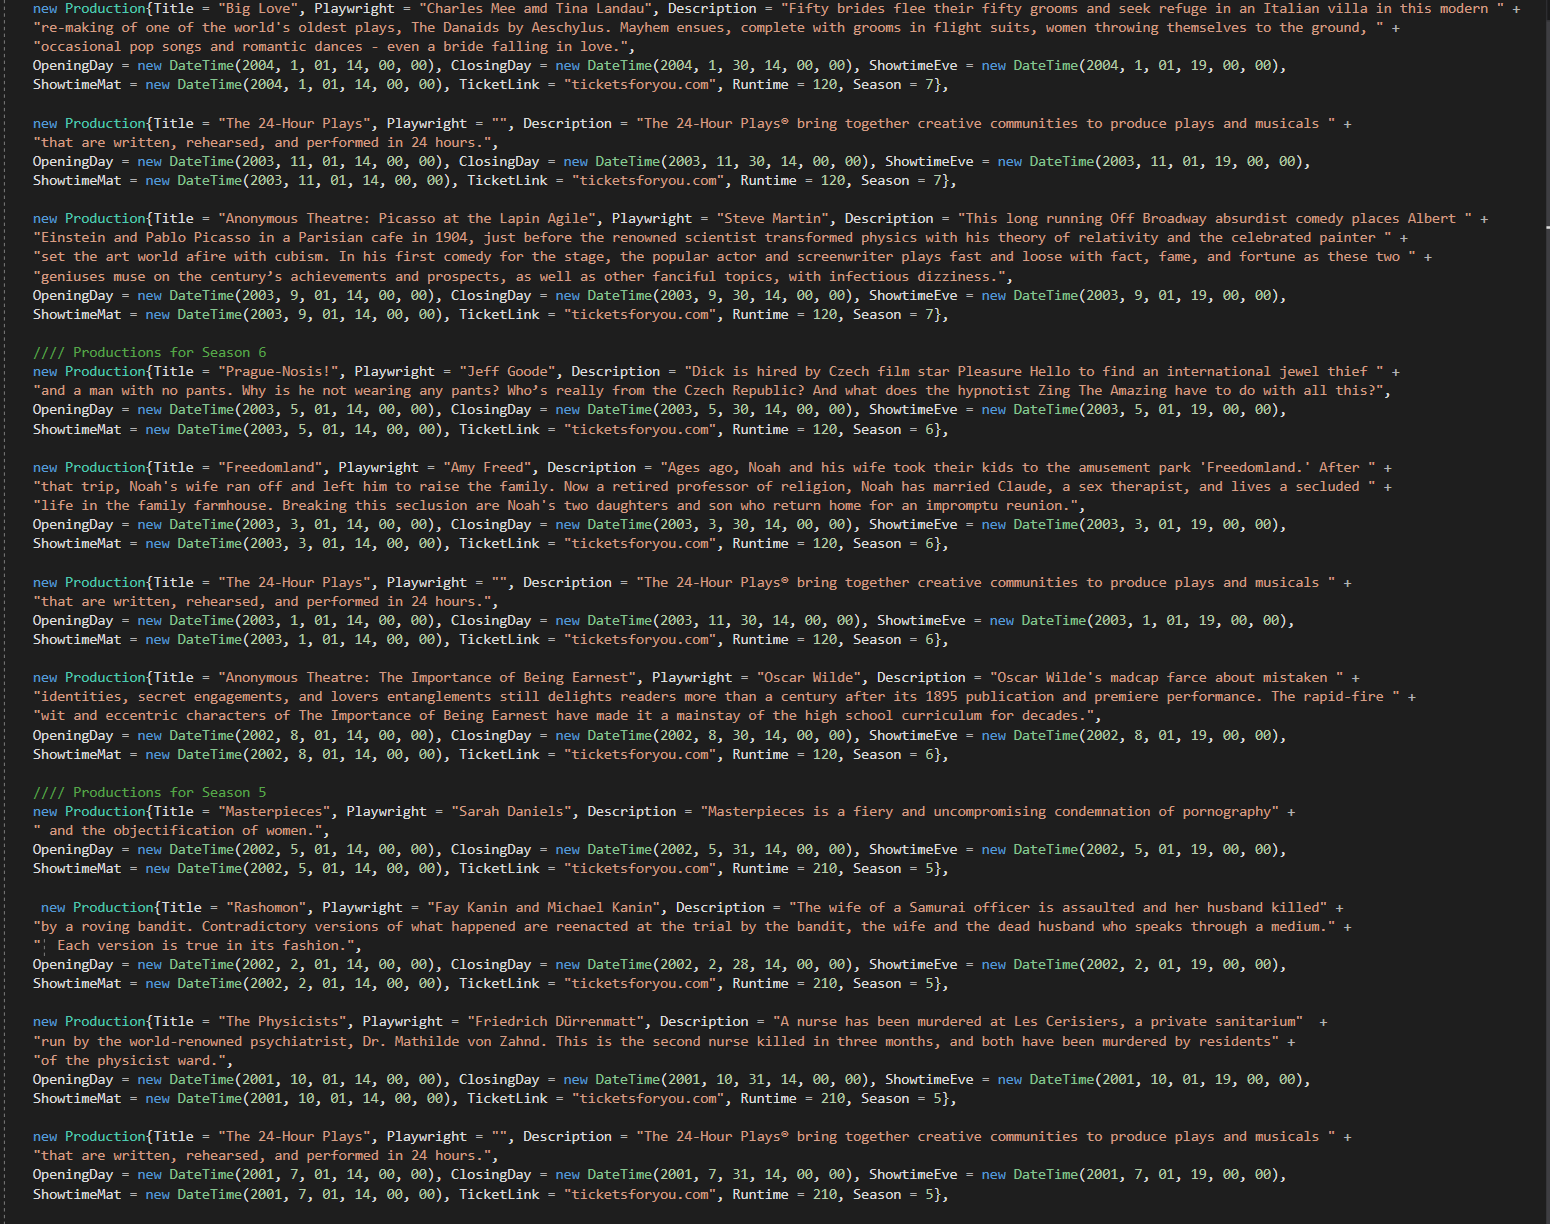 new Production{Title = "Big Love", Playwright = "Charles Mee amd Tina Landau", Description = "Fifty brides flee their fifty grooms and seek refuge in an Italian villa in this modern " +
"re-making of one of the world's oldest plays, The Danaids by Aeschylus. Mayhem ensues, complete with grooms in flight suits, women throwing themselves to the ground, " +
"occasional pop songs and romantic dances - even a bride falling in love.",
OpeningDay = new DateTime(2004, 1, 01, 14, 00, 00), ClosingDay = new DateTime(2004, 1, 30, 14, 00, 00), ShowtimeEve = new DateTime(2004, 1, 01, 19, 00, 00),
ShowtimeMat = new DateTime(2004, 1, 01, 14, 00, 00), TicketLink = "ticketsforyou.com", Runtime = 120, Season = 7},

new Production{Title = "The 24-Hour Plays", Playwright = "", Description = "The 24-Hour Plays® bring together creative communities to produce plays and musicals " +
"that are written, rehearsed, and performed in 24 hours.",
OpeningDay = new DateTime(2003, 11, 01, 14, 00, 00), ClosingDay = new DateTime(2003, 11, 30, 14, 00, 00), ShowtimeEve = new DateTime(2003, 11, 01, 19, 00, 00),
ShowtimeMat = new DateTime(2003, 11, 01, 14, 00, 00), TicketLink = "ticketsforyou.com", Runtime = 120, Season = 7},

new Production{Title = "Anonymous Theatre: Picasso at the Lapin Agile", Playwright = "Steve Martin", Description = "This long running Off Broadway absurdist comedy places Albert " +
"Einstein and Pablo Picasso in a Parisian cafe in 1904, just before the renowned scientist transformed physics with his theory of relativity and the celebrated painter " +
"set the art world afire with cubism. In his first comedy for the stage, the popular actor and screenwriter plays fast and loose with fact, fame, and fortune as these two " +
"geniuses muse on the century’s achievements and prospects, as well as other fanciful topics, with infectious dizziness.",
OpeningDay = new DateTime(2003, 9, 01, 14, 00, 00), ClosingDay = new DateTime(2003, 9, 30, 14, 00, 00), ShowtimeEve = new DateTime(2003, 9, 01, 19, 00, 00),
ShowtimeMat = new DateTime(2003, 9, 01, 14, 00, 00), TicketLink = "ticketsforyou.com", Runtime = 120, Season = 7},

//// Productions for Season 6
new Production{Title = "Prague-Nosis!", Playwright = "Jeff Goode", Description = "Dick is hired by Czech film star Pleasure Hello to find an international jewel thief " +
"and a man with no pants. Why is he not wearing any pants? Who’s really from the Czech Republic? And what does the hypnotist Zing The Amazing have to do with all this?",
OpeningDay = new DateTime(2003, 5, 01, 14, 00, 00), ClosingDay = new DateTime(2003, 5, 30, 14, 00, 00), ShowtimeEve = new DateTime(2003, 5, 01, 19, 00, 00),
ShowtimeMat = new DateTime(2003, 5, 01, 14, 00, 00), TicketLink = "ticketsforyou.com", Runtime = 120, Season = 6},

new Production{Title = "Freedomland", Playwright = "Amy Freed", Description = "Ages ago, Noah and his wife took their kids to the amusement park 'Freedomland.' After " +
"that trip, Noah's wife ran off and left him to raise the family. Now a retired professor of religion, Noah has married Claude, a sex therapist, and lives a secluded " +
"life in the family farmhouse. Breaking this seclusion are Noah's two daughters and son who return home for an impromptu reunion.",
OpeningDay = new DateTime(2003, 3, 01, 14, 00, 00), ClosingDay = new DateTime(2003, 3, 30, 14, 00, 00), ShowtimeEve = new DateTime(2003, 3, 01, 19, 00, 00),
ShowtimeMat = new DateTime(2003, 3, 01, 14, 00, 00), TicketLink = "ticketsforyou.com", Runtime = 120, Season = 6},

new Production{Title = "The 24-Hour Plays", Playwright = "", Description = "The 24-Hour Plays® bring together creative communities to produce plays and musicals " +
"that are written, rehearsed, and performed in 24 hours.",
OpeningDay = new DateTime(2003, 1, 01, 14, 00, 00), ClosingDay = new DateTime(2003, 11, 30, 14, 00, 00), ShowtimeEve = new DateTime(2003, 1, 01, 19, 00, 00),
ShowtimeMat = new DateTime(2003, 1, 01, 14, 00, 00), TicketLink = "ticketsforyou.com", Runtime = 120, Season = 6},

new Production{Title = "Anonymous Theatre: The Importance of Being Earnest", Playwright = "Oscar Wilde", Description = "Oscar Wilde's madcap farce about mistaken " +
"identities, secret engagements, and lovers entanglements still delights readers more than a century after its 1895 publication and premiere performance. The rapid-fire " +
"wit and eccentric characters of The Importance of Being Earnest have made it a mainstay of the high school curriculum for decades.",
OpeningDay = new DateTime(2002, 8, 01, 14, 00, 00), ClosingDay = new DateTime(2002, 8, 30, 14, 00, 00), ShowtimeEve = new DateTime(2002, 8, 01, 19, 00, 00),
ShowtimeMat = new DateTime(2002, 8, 01, 14, 00, 00), TicketLink = "ticketsforyou.com", Runtime = 120, Season = 6},

//// Productions for Season 5
new Production{Title = "Masterpieces", Playwright = "Sarah Daniels", Description = "Masterpieces is a fiery and uncompromising condemnation of pornography" +
" and the objectification of women.",
OpeningDay = new DateTime(2002, 5, 01, 14, 00, 00), ClosingDay = new DateTime(2002, 5, 31, 14, 00, 00), ShowtimeEve = new DateTime(2002, 5, 01, 19, 00, 00),
ShowtimeMat = new DateTime(2002, 5, 01, 14, 00, 00), TicketLink = "ticketsforyou.com", Runtime = 210, Season = 5},

new Production{Title = "Rashomon", Playwright = "Fay Kanin and Michael Kanin", Description = "The wife of a Samurai officer is assaulted and her husband killed" +
"by a roving bandit. Contradictory versions of what happened are reenacted at the trial by the bandit, the wife and the dead husband who speaks through a medium." +
"  Each version is true in its fashion.",
OpeningDay = new DateTime(2002, 2, 01, 14, 00, 00), ClosingDay = new DateTime(2002, 2, 28, 14, 00, 00), ShowtimeEve = new DateTime(2002, 2, 01, 19, 00, 00),
ShowtimeMat = new DateTime(2002, 2, 01, 14, 00, 00), TicketLink = "ticketsforyou.com", Runtime = 210, Season = 5},

new Production{Title = "The Physicists", Playwright = "Friedrich Dürrenmatt", Description = "A nurse has been murdered at Les Cerisiers, a private sanitarium"  +
"run by the world-renowned psychiatrist, Dr. Mathilde von Zahnd. This is the second nurse killed in three months, and both have been murdered by residents" +
"of the physicist ward.",
OpeningDay = new DateTime(2001, 10, 01, 14, 00, 00), ClosingDay = new DateTime(2001, 10, 31, 14, 00, 00), ShowtimeEve = new DateTime(2001, 10, 01, 19, 00, 00),
ShowtimeMat = new DateTime(2001, 10, 01, 14, 00, 00), TicketLink = "ticketsforyou.com", Runtime = 210, Season = 5},

new Production{Title = "The 24-Hour Plays", Playwright = "", Description = "The 24-Hour Plays® bring together creative communities to produce plays and musicals " +
"that are written, rehearsed, and performed in 24 hours.",
OpeningDay = new DateTime(2001, 7, 01, 14, 00, 00), ClosingDay = new DateTime(2001, 7, 31, 14, 00, 00), ShowtimeEve = new DateTime(2001, 7, 01, 19, 00, 00),
ShowtimeMat = new DateTime(2001, 7, 01, 14, 00, 00), TicketLink = "ticketsforyou.com", Runtime = 210, Season = 5},